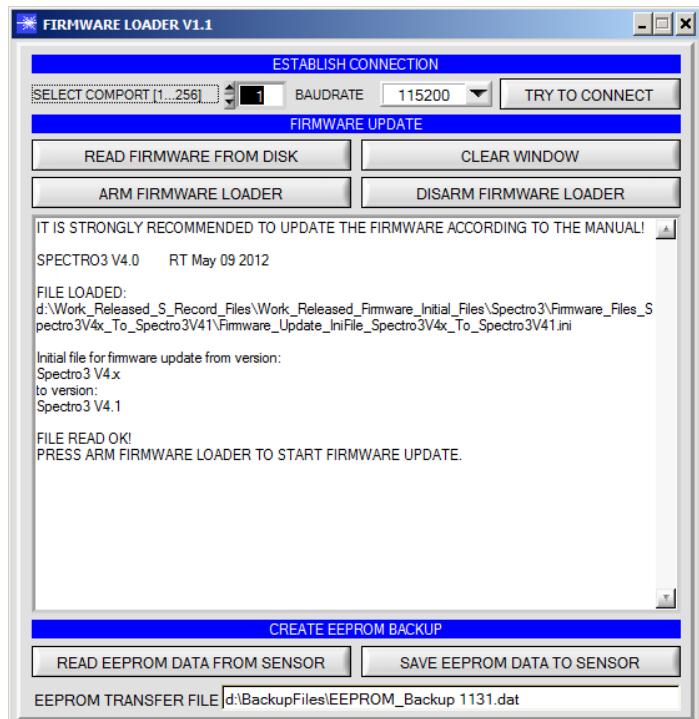 FIRMWARE LOADER V1.1
ESTABLISH CONNECTION
SELECT COMPORT [1...256] 1 BAUDRATE 115200 TRY TO CONNECT
FIRMWARE UPDATE
READ FIRMWARE FROM DISK CLEAR WINDOW
ARM FIRMWARE LOADER DISARM FIRMWARE LOADER
IT IS STRONGLY RECOMMENDED TO UPDATE THE FIRMWARE ACCORDING TO THE MANUAL!
SPECTRO3 V4.0 RT May 09 2012
FILE LOADED:
d:\Work_Released_S_Record_Files\Work_Released_Firmware_Initial_Files\Spectro3\Firmware_Files_S
pectro3V4x_To_Spectro3V41\Firmware_Update_IniFile_Spectro3V4x_To_Spectro3V41.ini
Initial file for firmware update from version:
Spectro3 V4.x
to version:
Spectro3 V4.1
FILE READ OK!
PRESS ARM FIRMWARE LOADER TO START FIRMWARE UPDATE.
CREATE EEPROM BACKUP
READ EEPROM DATA FROM SENSOR SAVE EEPROM DATA TO SENSOR
EEPROM TRANSFER FILE d:\BackupFiles\EEPROM_Backup 1131.dat